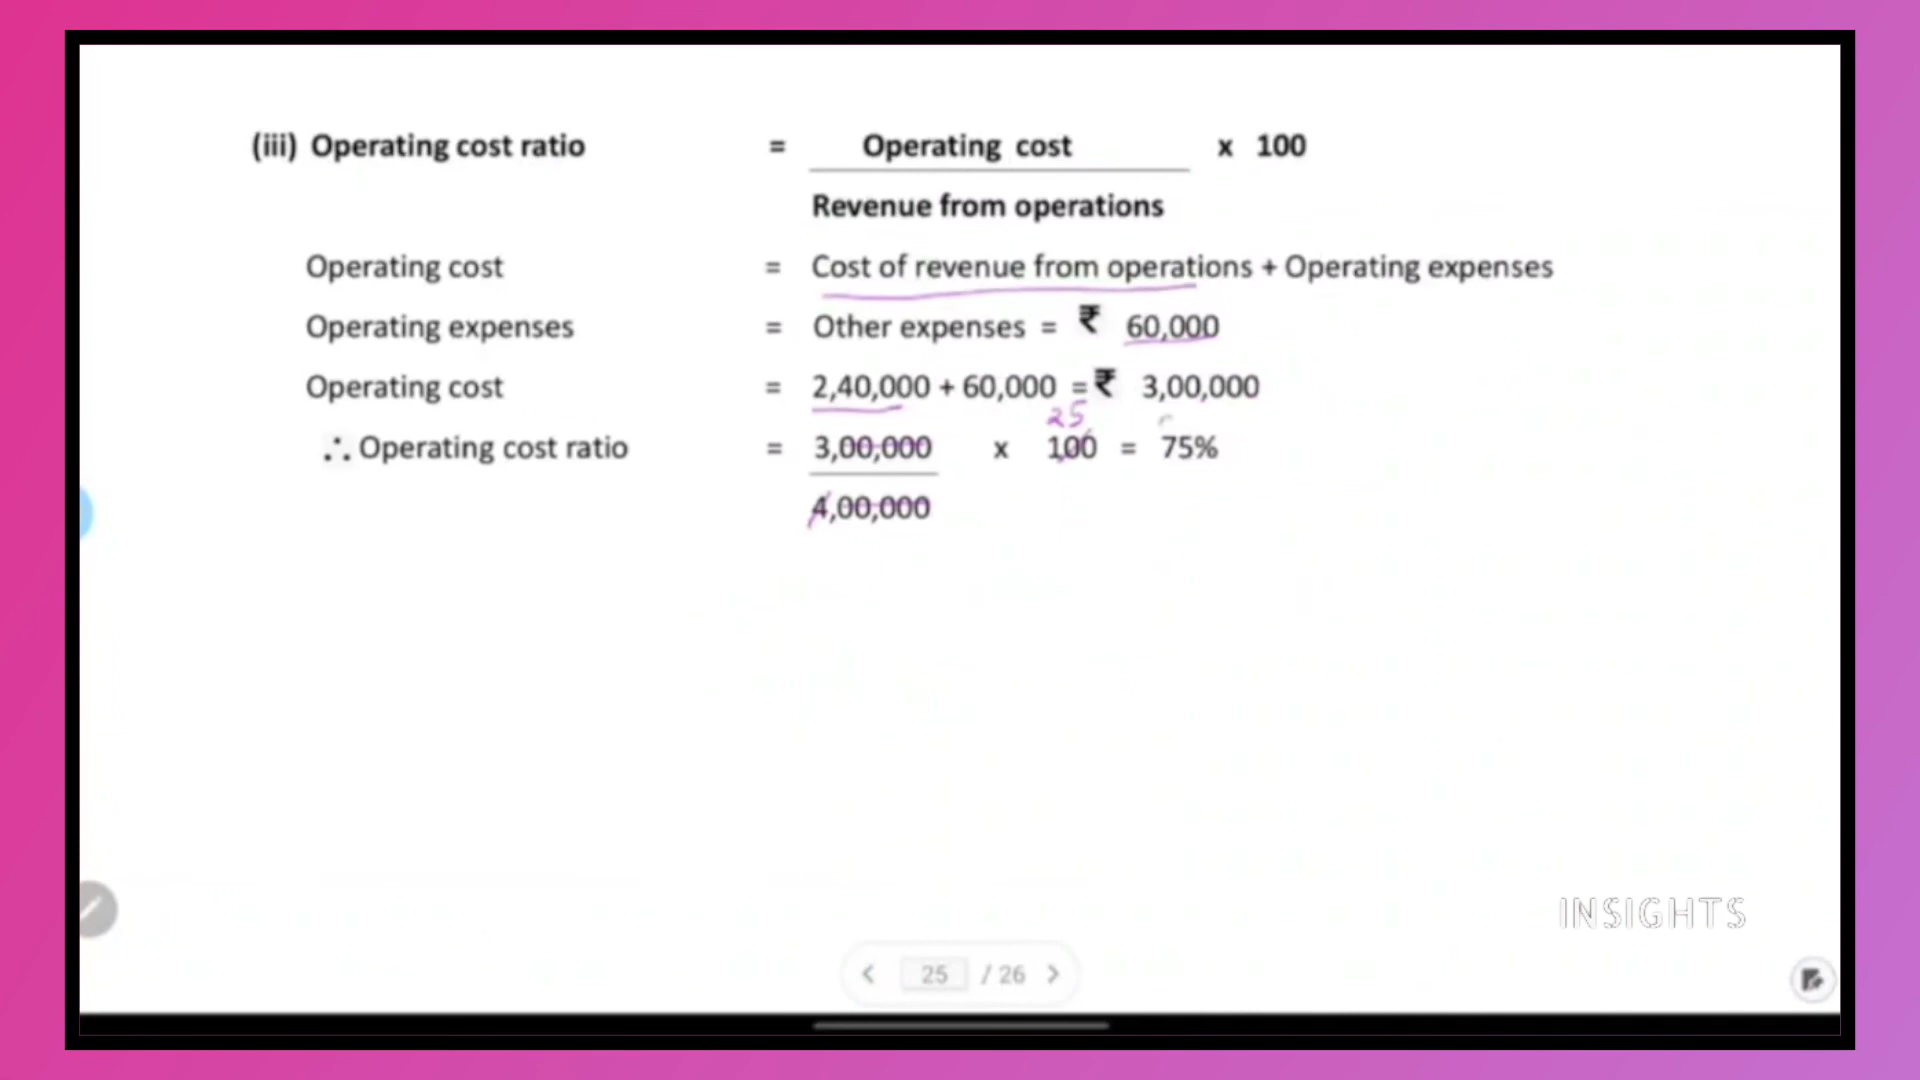 (iii) Operating cost ratio = Operating cost x 100
Revenue from operations
Operating cost = Cost of revenue from operations + Operating expenses
Operating expenses = Other expenses = ₹ 60,000
Operating cost = 2,40,000 + 60,000 = ₹ 3,00,000
25
∴ Operating cost ratio = 3,00,000 x 100 = 75%
4,00,000
INSIGHTS
25 / 26